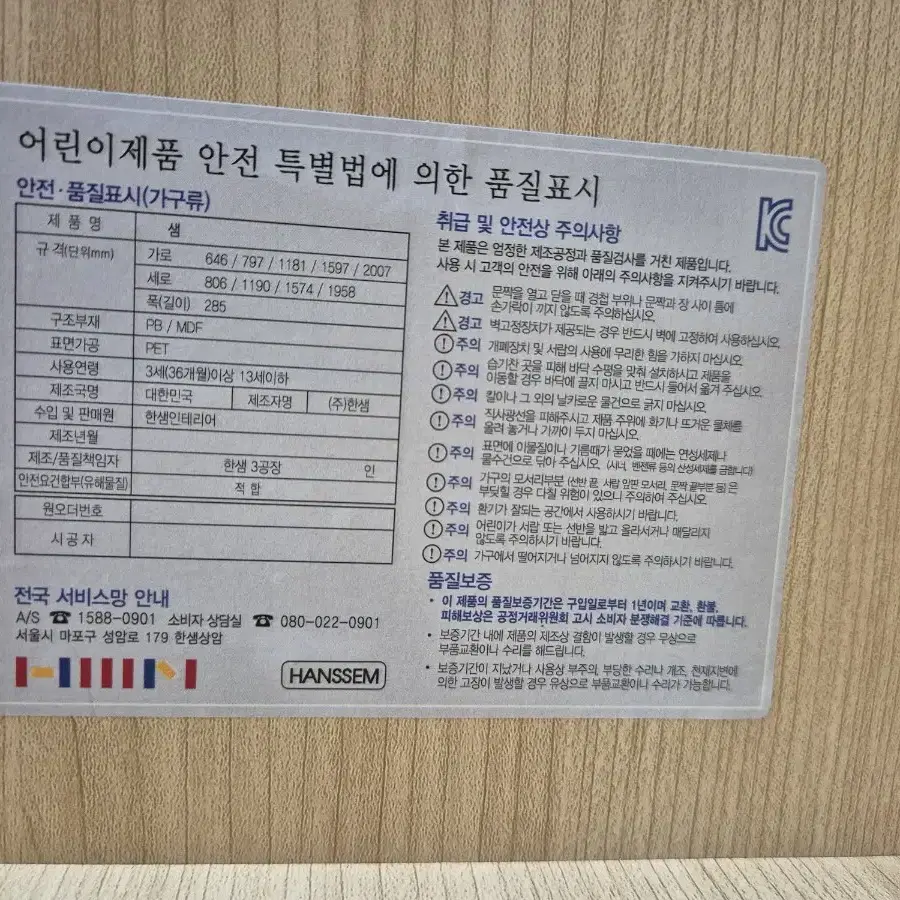 어린이제품 안전 특별법에 의한 품질표시
안전·품질표시(가구류)
제 품 명 샘
규 격(단위mm) 가로 646 / 797 / 1181 / 1597 / 2007
세로 806 / 1190 / 1574 / 1958
폭(길이) 285
구조부재 PB / MDF
표면가공 PET
사용연령 3세(36개월)이상 13세이하
제조국명 대한민국 제조자명 (주)한샘
수입 및 판매원 한샘인테리어
제조년월
제조/품질책임자 한샘 3공장 인
안전요건합부(유해물질) 적 합
원오더번호
시 공 자
전국 서비스망 안내
A/S ☎ 1588-0901 소비자 상담실 ☎ 080-022-0901
서울시 마포구 성암로 179 한샘상암
HANSSEM
KC
취급 및 안전상 주의사항
본 제품은 엄정한 제조공정과 품질검사를 거친 제품입니다.
사용 시 고객의 안전을 위해 아래의 주의사항을 지켜주시기 바랍니다.
경고 문짝을 열고 닫을 때 경첩 부위나 문짝과 장 사이 틈에
손가락이 끼지 않도록 주의하십시오.
경고 벽고정장치가 제공되는 경우 반드시 벽에 고정하여 사용하십시오.
주의 개폐장치 및 서랍의 사용에 무리한 힘을 가하지 마십시오.
주의 습기찬 곳을 피해 바닥 수평을 맞춰 설치하시고 제품을
이동할 경우 바닥에 끌지 마시고 반드시 들어서 옮겨 주십시오.
주의 칼이나 그 외의 날카로운 물건으로 긁지 마십시오.
주의 직사광선을 피해주시고 제품 주위에 화기나 뜨거운 물체를
올려 놓거나 가까이 두지 마십시오.
주의 표면에 이물질이나 기름때가 묻었을 때에는 연성세제나
물수건으로 닦아 주십시오. (시너, 벤젠류 등의 산성세제를 금합니다)
주의 가구의 모서리부분 (선반 끝, 서랍 앞판 모서리, 문짝 끝부분 등)은
부딪힐 경우 다칠 위험이 있으니 주의하여 주십시오.
주의 환기가 잘되는 공간에서 사용하시기 바랍니다.
주의 어린이가 서랍 또는 선반을 밟고 올라서거나 매달리지
않도록 주의하시기 바랍니다.
주의 가구에서 떨어지거나 넘어지지 않도록 주의하시기 바랍니다.
품질보증
• 이 제품의 품질보증기간은 구입일로부터 1년이며 교환, 환불,
피해보상은 공정거래위원회 고시 소비자 분쟁해결 기준에 따릅니다.
• 보증기간 내에 제품의 제조상 결함이 발생할 경우 무상으로
부품교환이나 수리를 해드립니다.
• 보증기간이 지났거나 사용상 부주의, 부당한 수리나 개조, 천재지변에
의한 고장이 발생할 경우 유상으로 부품교환이나 수리가 가능합니다.